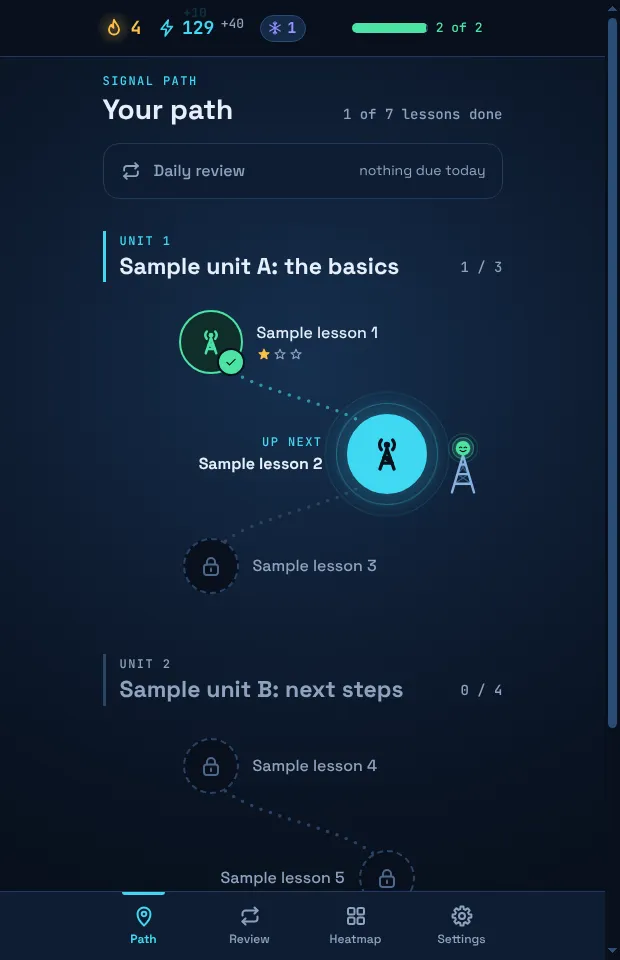 +10
4
129 +40
1
2 of 2
SIGNAL PATH
Your path
1 of 7 lessons done
Daily review
nothing due today
UNIT 1
Sample unit A: the basics
1 / 3
Sample lesson 1
UP NEXT
Sample lesson 2
Sample lesson 3
UNIT 2
Sample unit B: next steps
0 / 4
Sample lesson 4
Sample lesson 5
Path
Review
Heatmap
Settings